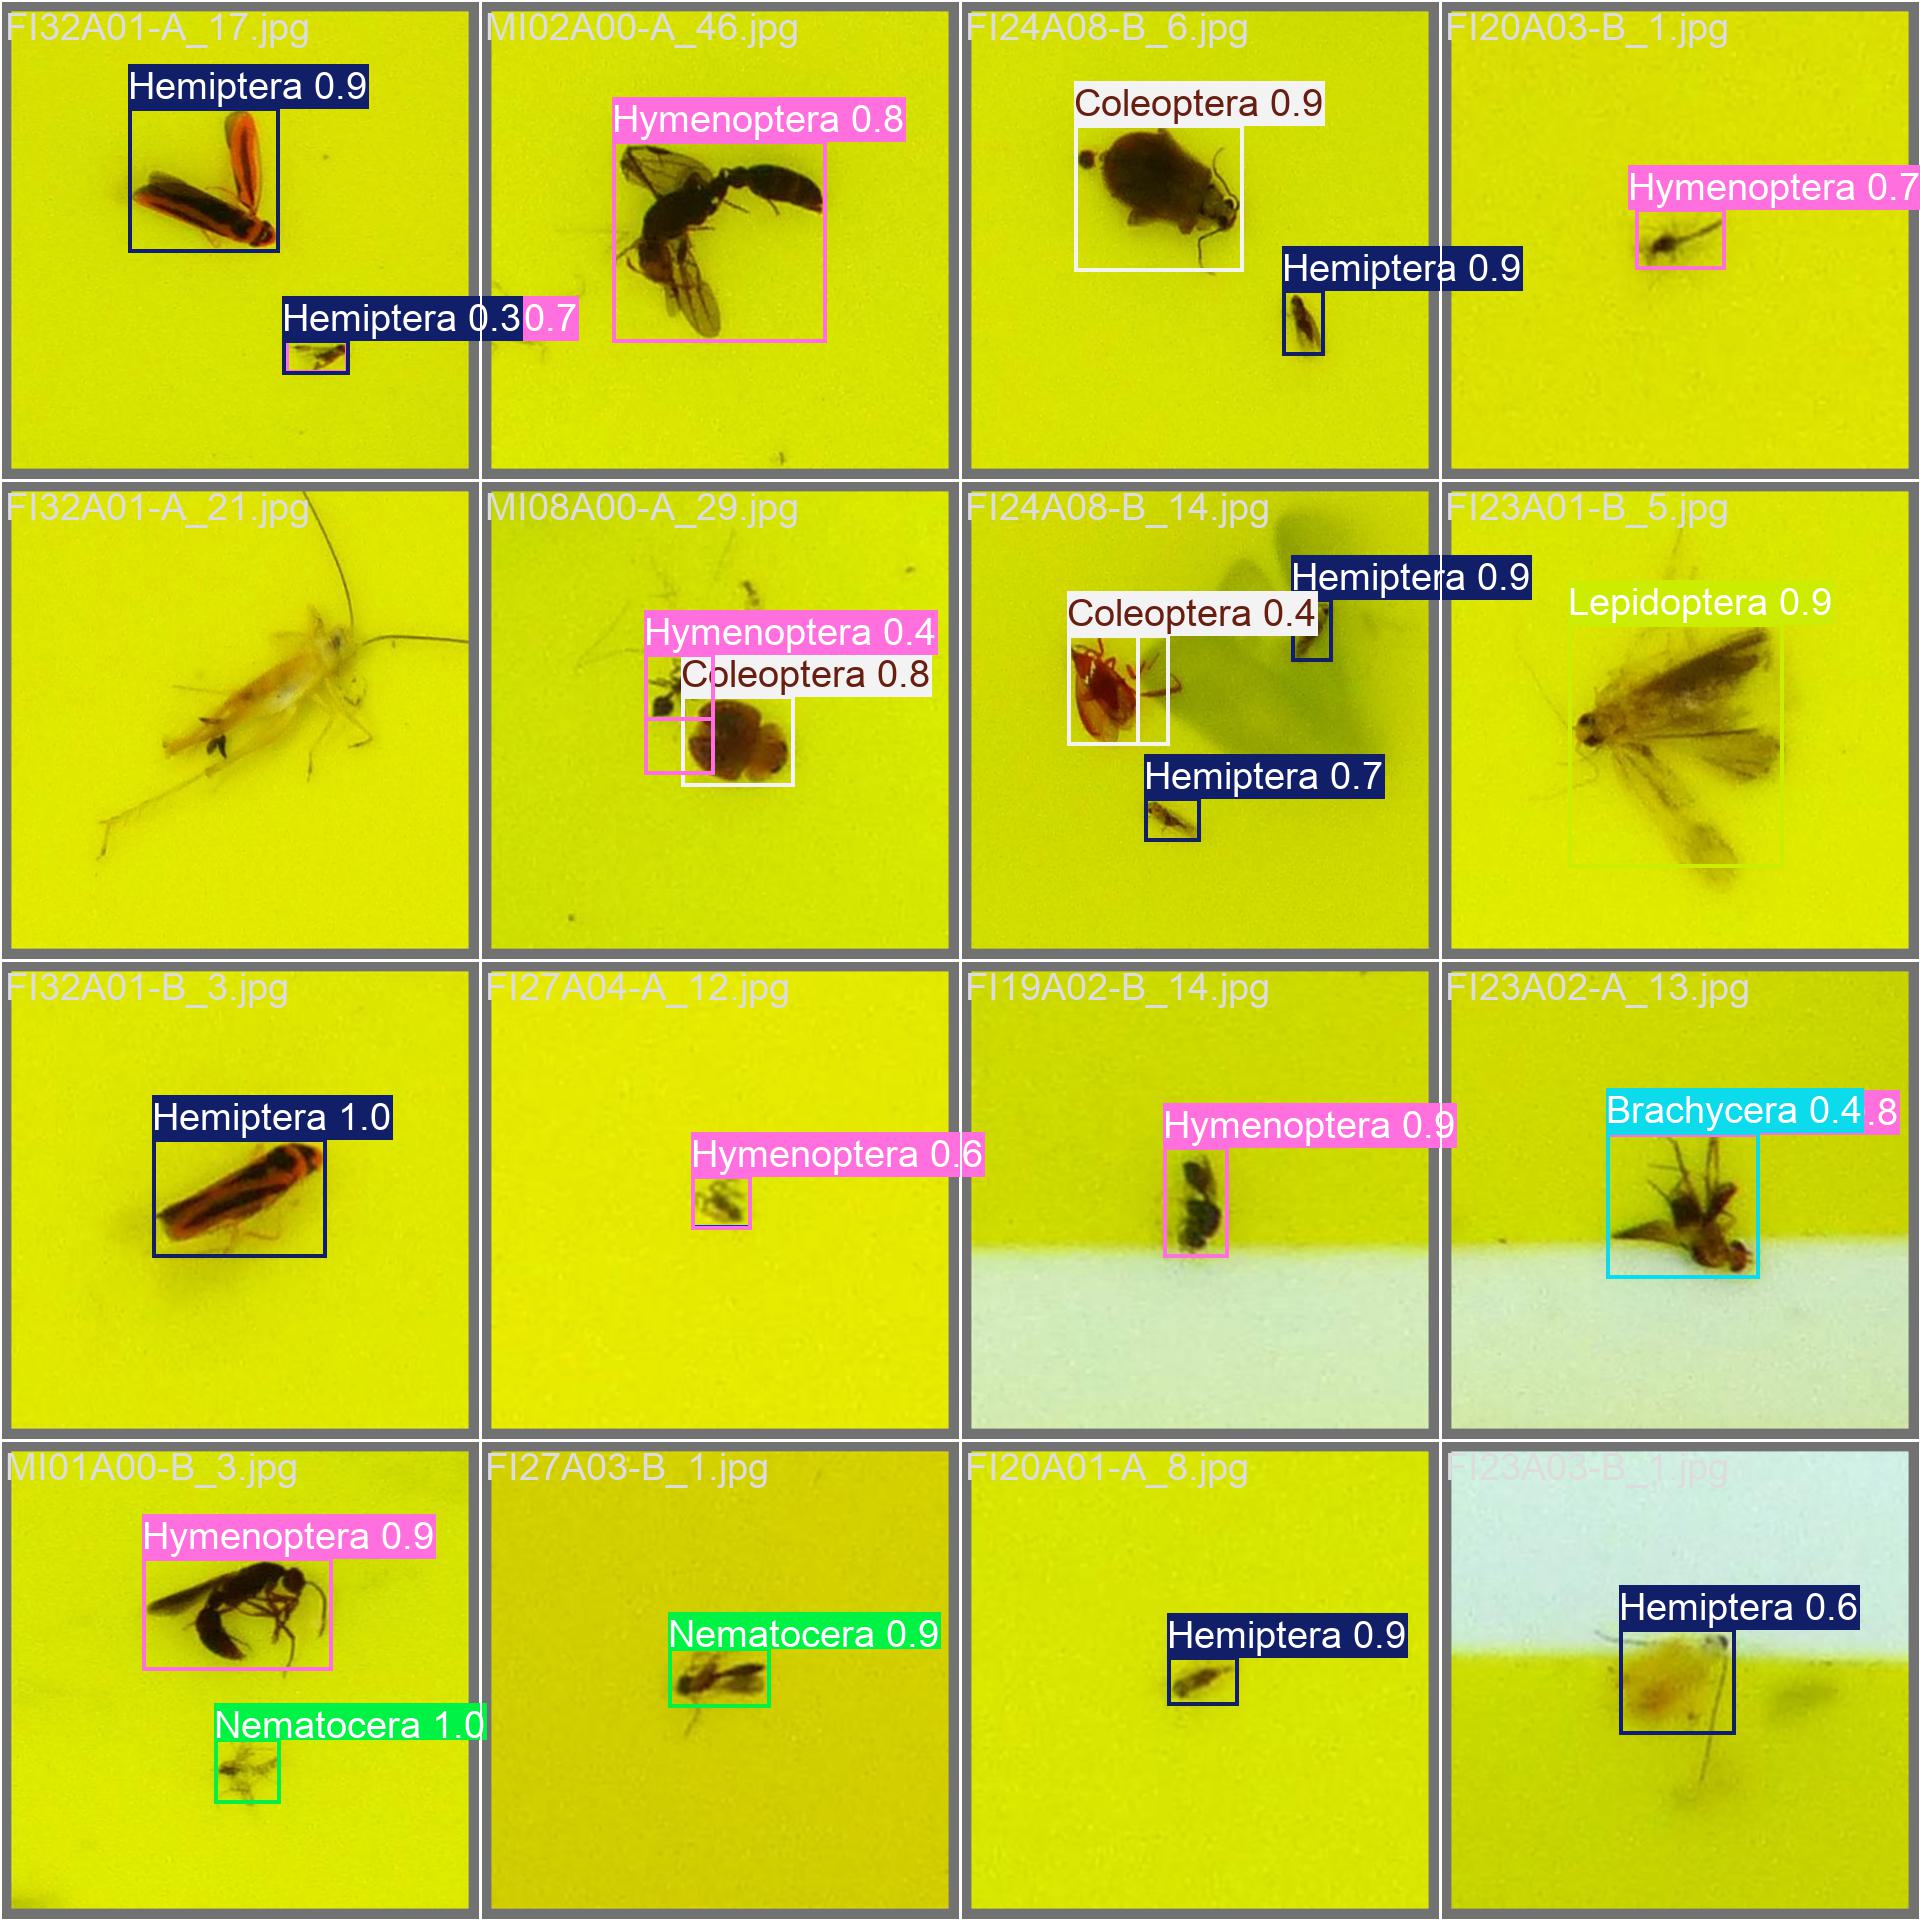 FI32A01-A_17.jpg
Hemiptera 0.9
Hemiptera 0.3
0.7
MI02A00-A_46.jpg
Hymenoptera 0.8
FI24A08-B_6.jpg
Coleoptera 0.9
Hemiptera 0.9
FI20A03-B_1.jpg
Hymenoptera 0.7
FI32A01-A_21.jpg
MI08A00-A_29.jpg
Hymenoptera 0.4
Coleoptera 0.8
FI24A08-B_14.jpg
Hemiptera 0.9
Coleoptera 0.4
Hemiptera 0.7
FI23A01-B_5.jpg
Lepidoptera 0.9
FI32A01-B_3.jpg
Hemiptera 1.0
FI27A04-A_12.jpg
Hymenoptera 0.6
FI19A02-B_14.jpg
Hymenoptera 0.9
FI23A02-A_13.jpg
Brachycera 0.4
.8
MI01A00-B_3.jpg
Hymenoptera 0.9
Nematocera 1.0
FI27A03-B_1.jpg
Nematocera 0.9
FI20A01-A_8.jpg
Hemiptera 0.9
FI23A03-B_1.jpg
Hemiptera 0.6